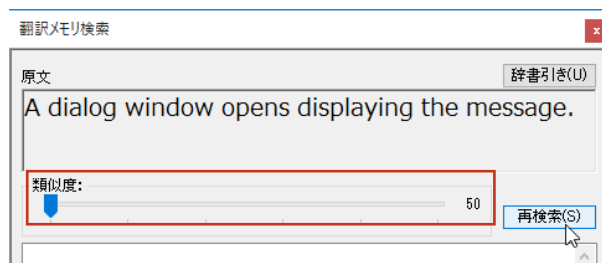 翻訳メモリ検索
x
原文
辞書引き(U)
A dialog window opens displaying the message.
類似度:
50
再検索(S)